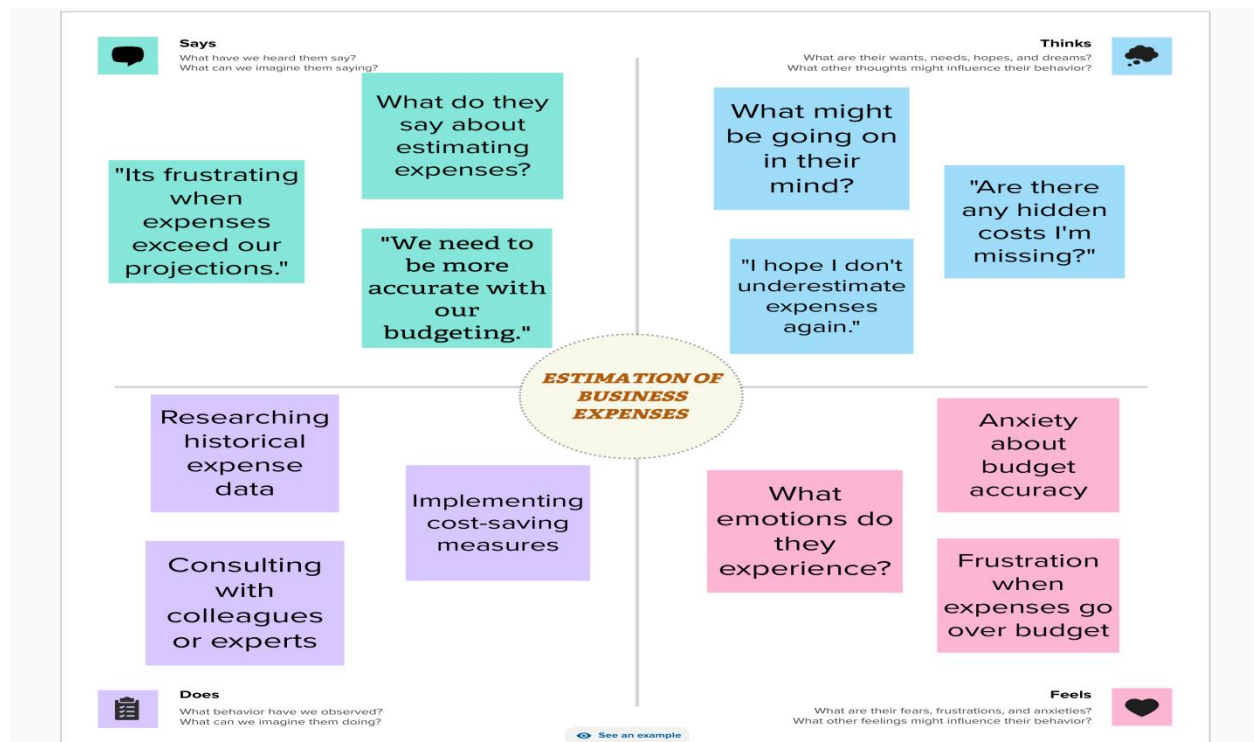 Says
What have we heard them say?
What can we imagine them saying?
What do they
say about
estimating
expenses?
"Its frustrating
when
expenses
exceed our
projections."
"We need to
be more
accurate with
our
budgeting."
Thinks
What are their wants, needs, hopes, and dreams?
What other thoughts might influence their behavior?
What might
be going on
in their
mind?
"Are there
any hidden
costs I'm
missing?"
"I hope I don't
underestimate
expenses
again."
ESTIMATION OF
BUSINESS
EXPENSES
Researching
historical
expense
data
Implementing
cost-saving
measures
Consulting
with
colleagues
or experts
Does
What behavior have we observed?
What can we imagine them doing?
Anxiety
about
budget
accuracy
What
emotions do
they
experience?
Frustration
when
expenses go
over budget
Feels
What are their fears, frustrations, and anxieties?
What other feelings might influence their behavior?
See an example